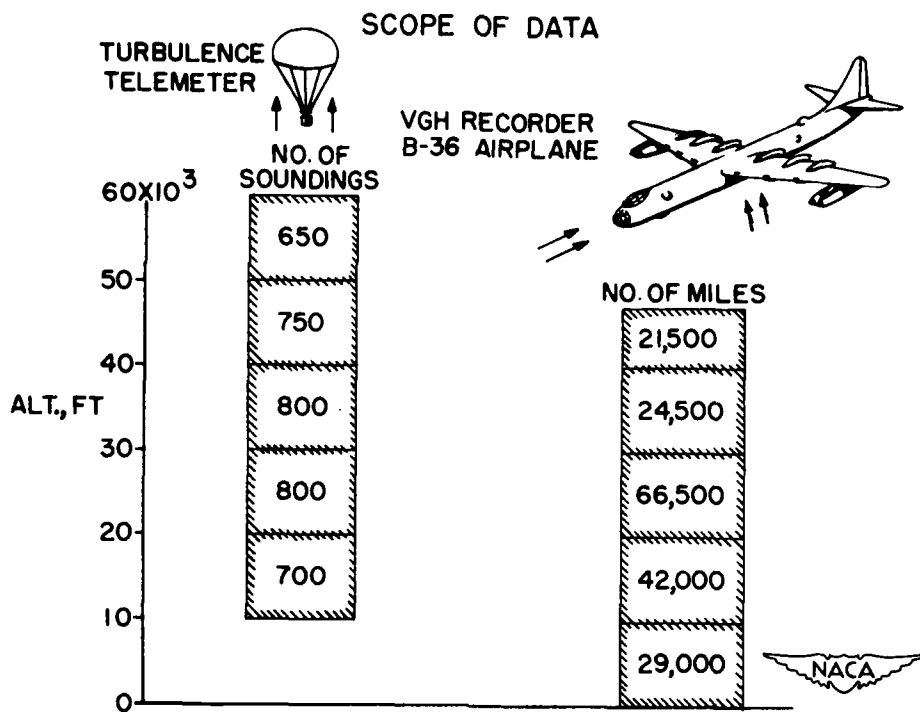 SCOPE OF DATA
TURBULENCE
TELEMETER
VGH RECORDER
B-36 AIRPLANE
NO. OF
SOUNDINGS
60X10³
650
50
750
40
ALT., FT
800
30
800
20
700
10
0
NO. OF MILES
21,500
24,500
66,500
42,000
29,000
NACA